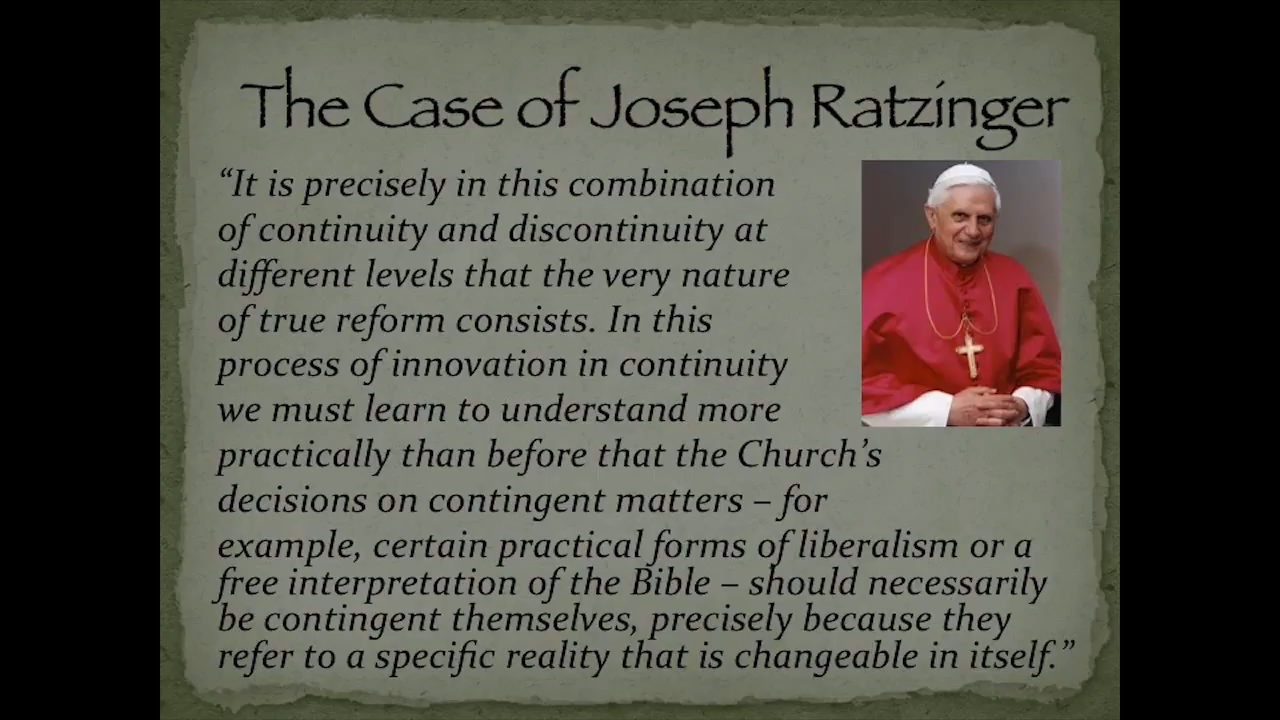 The Case of Joseph Ratzinger
“It is precisely in this combination
of continuity and discontinuity at
different levels that the very nature
of true reform consists. In this
process of innovation in continuity
we must learn to understand more
practically than before that the Church’s
decisions on contingent matters – for
example, certain practical forms of liberalism or a
free interpretation of the Bible – should necessarily
be contingent themselves, precisely because they
refer to a specific reality that is changeable in itself.”